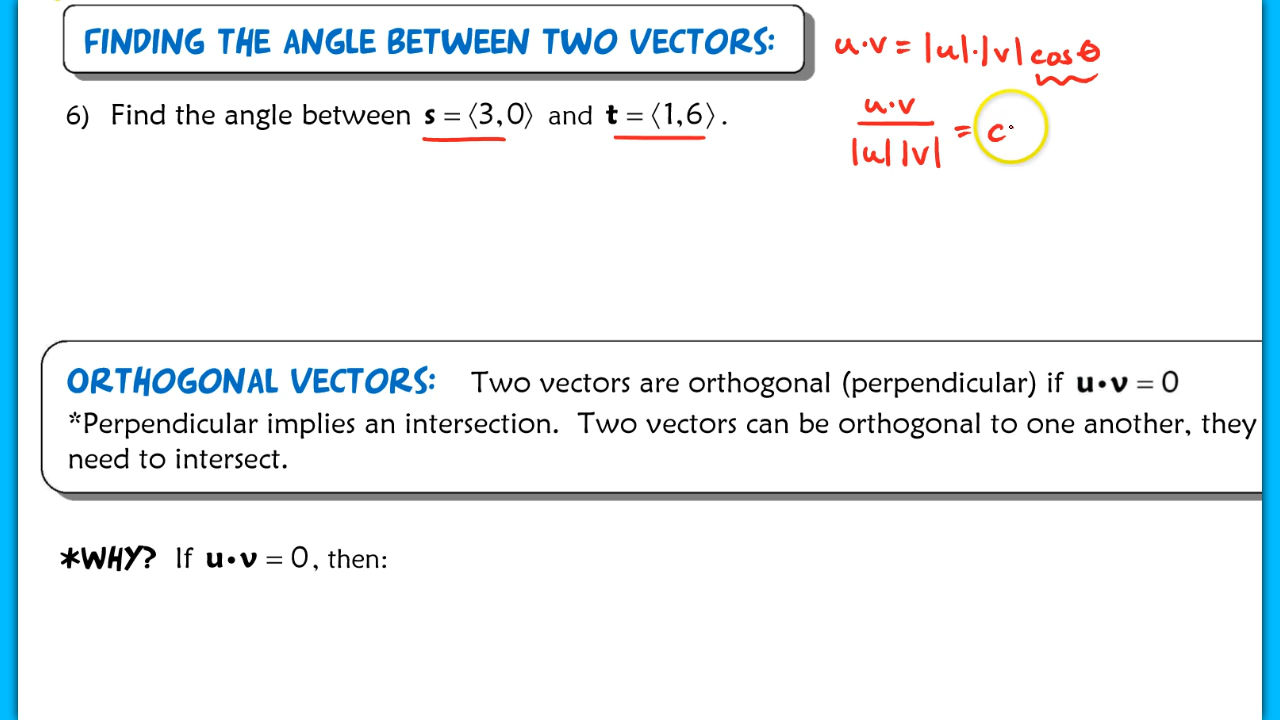 FINDING THE ANGLE BETWEEN TWO VECTORS:
u·v = |u|·|v| cos θ
6) Find the angle between s = ⟨3,0⟩ and t = ⟨1,6⟩.
u·v
|u| |v|
= c
ORTHOGONAL VECTORS: Two vectors are orthogonal (perpendicular) if u•v = 0
*Perpendicular implies an intersection. Two vectors can be orthogonal to one another, they
need to intersect.
*WHY? If u•v = 0, then: